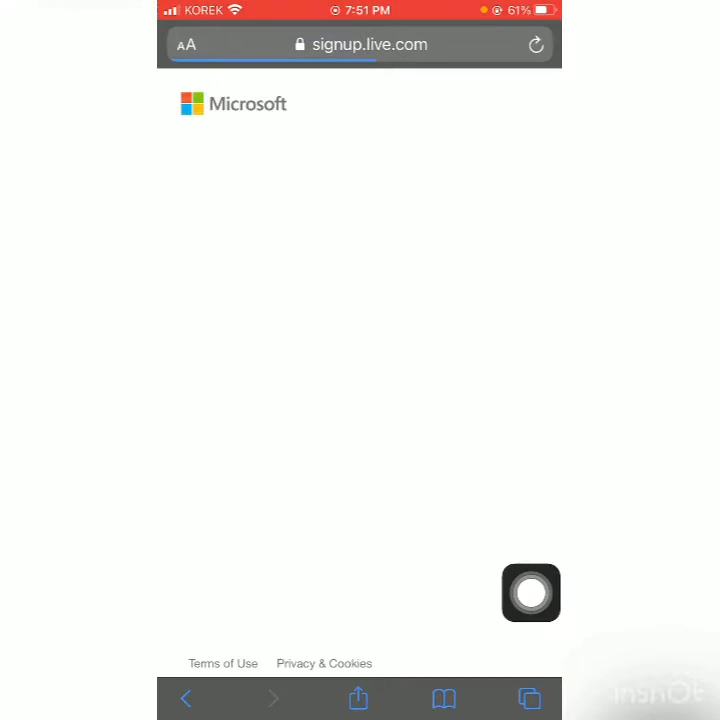 KOREK 7:51 PM 61%
AA signup.live.com
Microsoft
Terms of Use Privacy & Cookies
InShOt